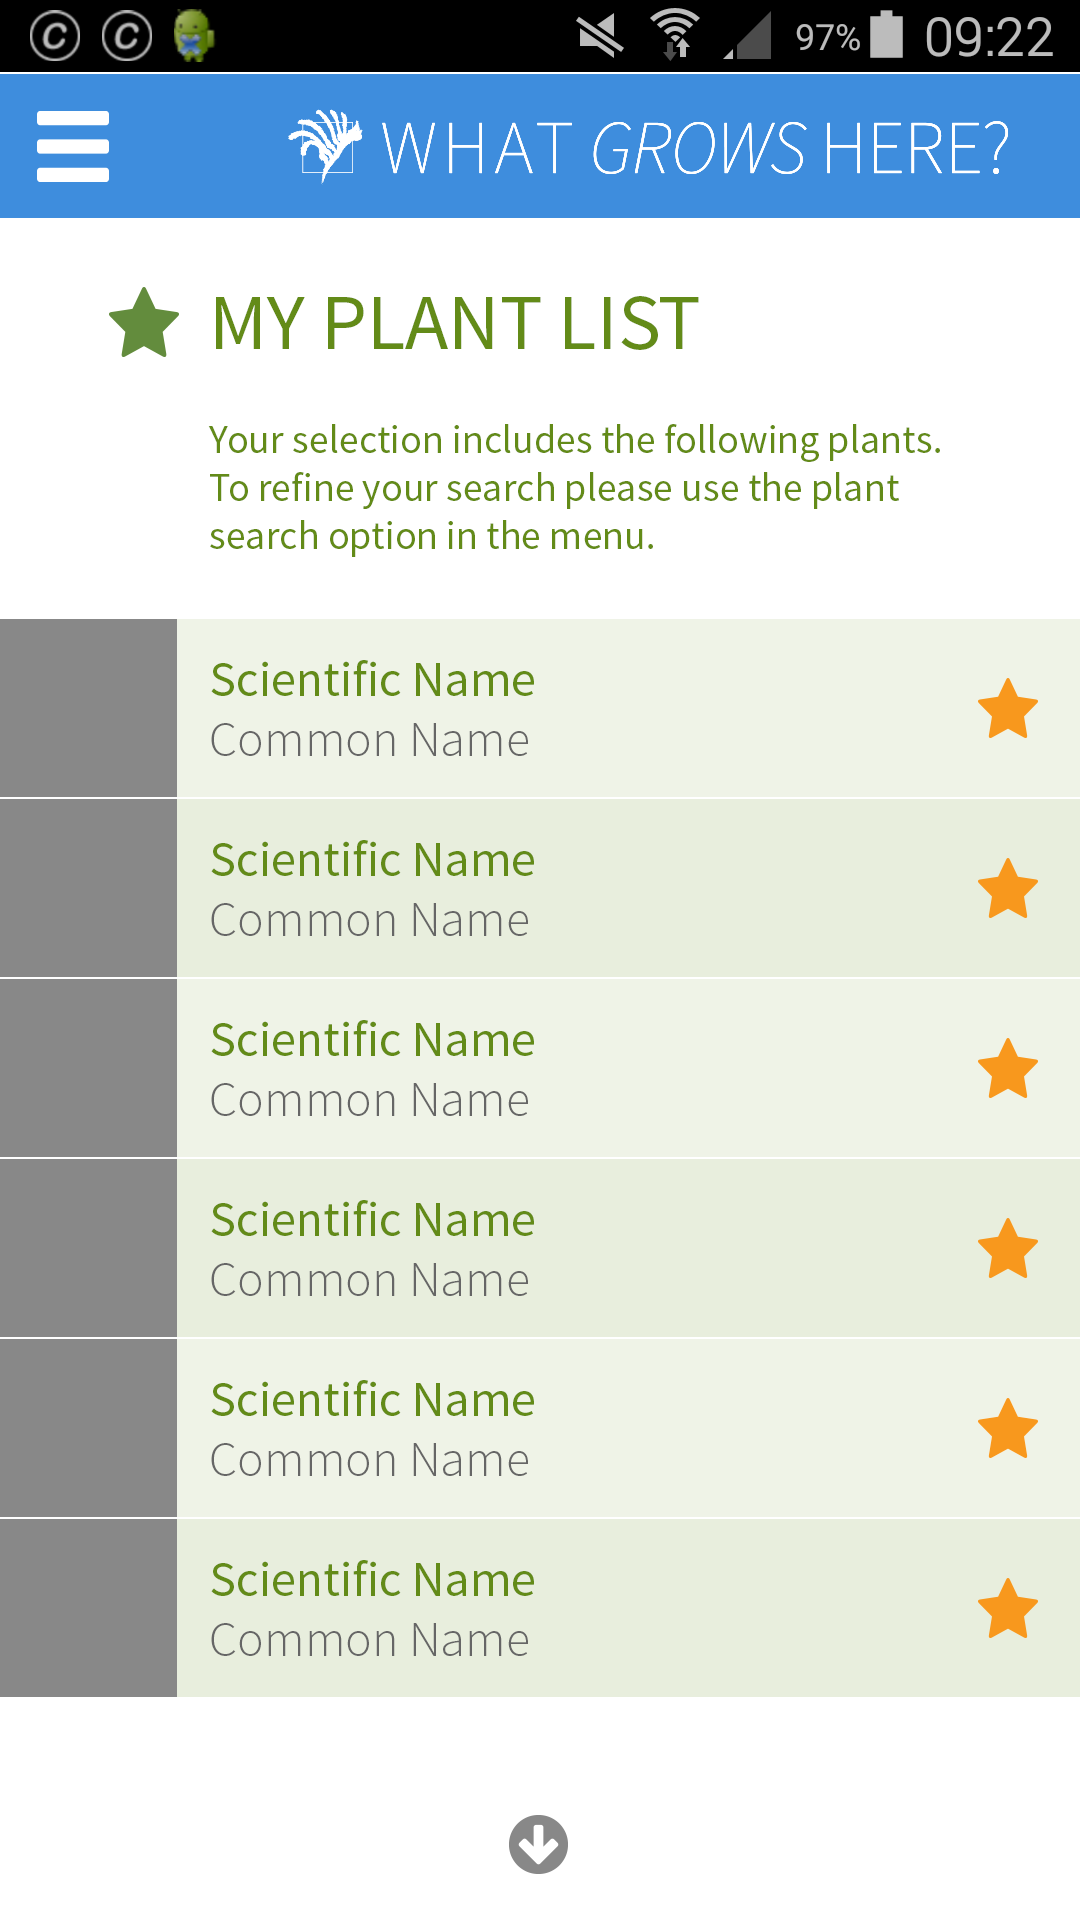 © © 97% 09:22
WHAT GROWS HERE?
MY PLANT LIST
Your selection includes the following plants.
To refine your search please use the plant
search option in the menu.
Scientific Name
Common Name
Scientific Name
Common Name
Scientific Name
Common Name
Scientific Name
Common Name
Scientific Name
Common Name
Scientific Name
Common Name